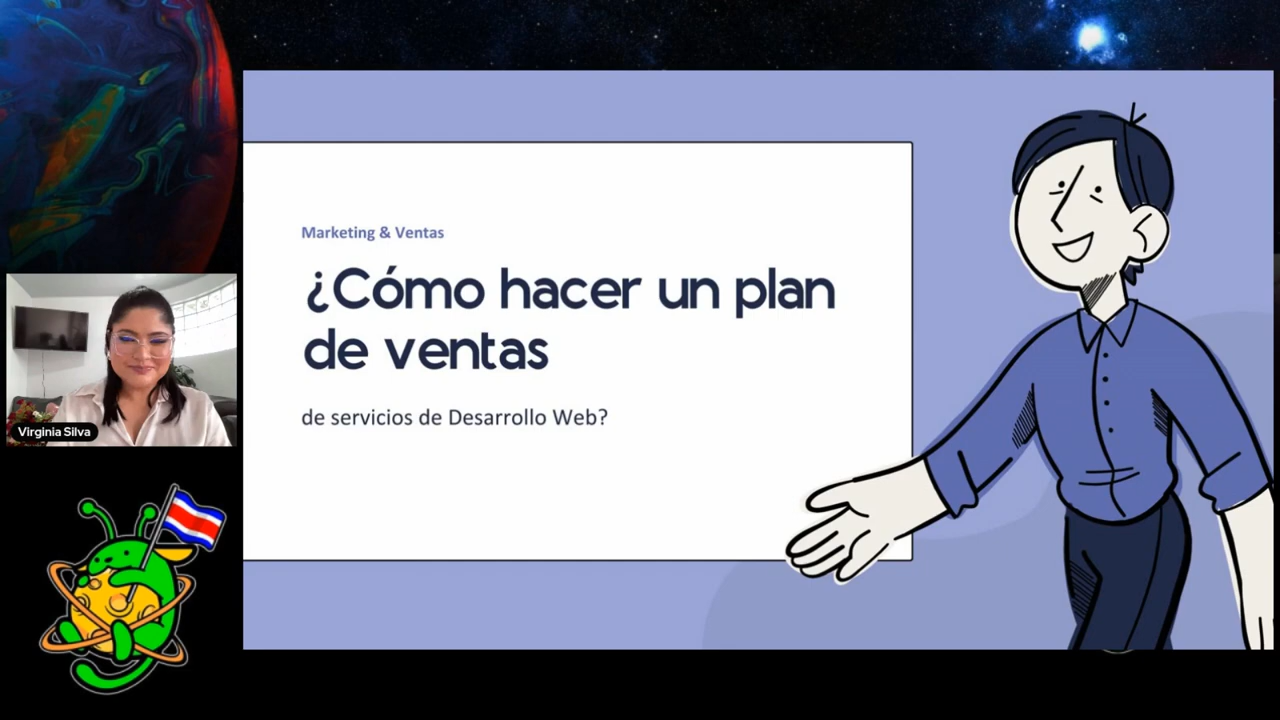 Marketing & Ventas
¿Cómo hacer un plan
de ventas
de servicios de Desarrollo Web?
Virginia Silva